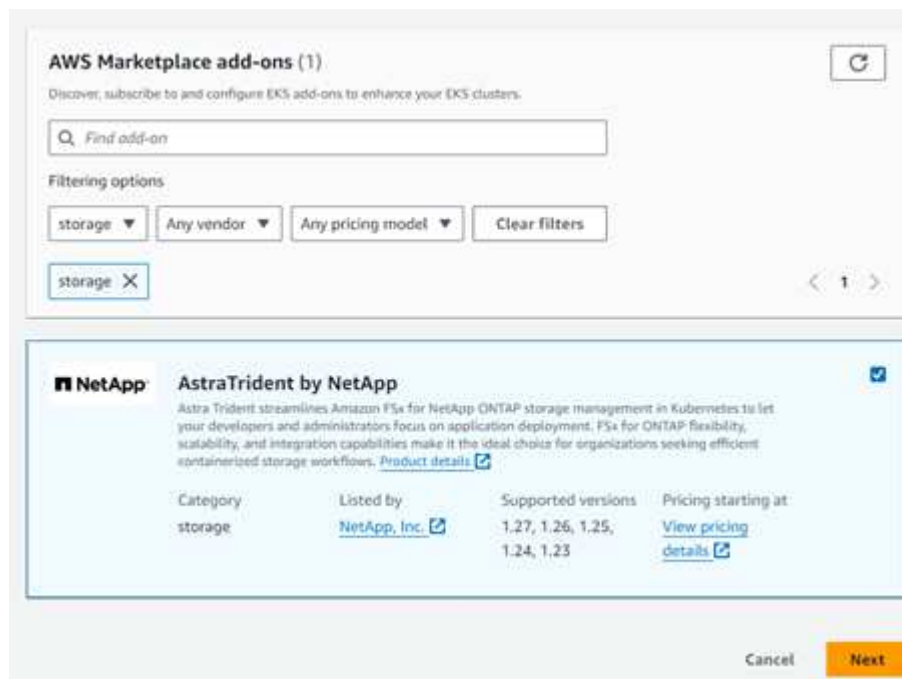 AWS Marketplace add-ons (1)
Discover, subscribe to and configure EKS add-ons to enhance your EKS clusters.
Find add-on
Filtering options
storage Any vendor Any pricing model Clear filters
storage
1
NetApp
AstraTrident by NetApp
Astra Trident streamlines Amazon FSx for NetApp ONTAP storage management in Kubernetes to let
your developers and administrators focus on application deployment. FSx for ONTAP flexibility,
scalability, and integration capabilities make it the ideal choice for organizations seeking efficient
containerized storage workflows. Product details
Category Listed by Supported versions Pricing starting at
storage NetApp, Inc. 1.27, 1.26, 1.25, View pricing
1.24, 1.23 details
Cancel Next